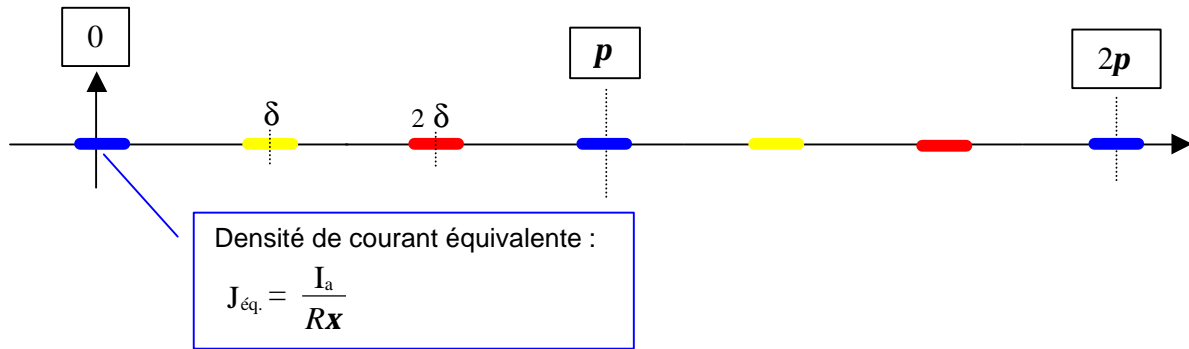 0
p
2p
δ
2 δ
Densité de courant équivalente :
Jéq. = Ia / Rx